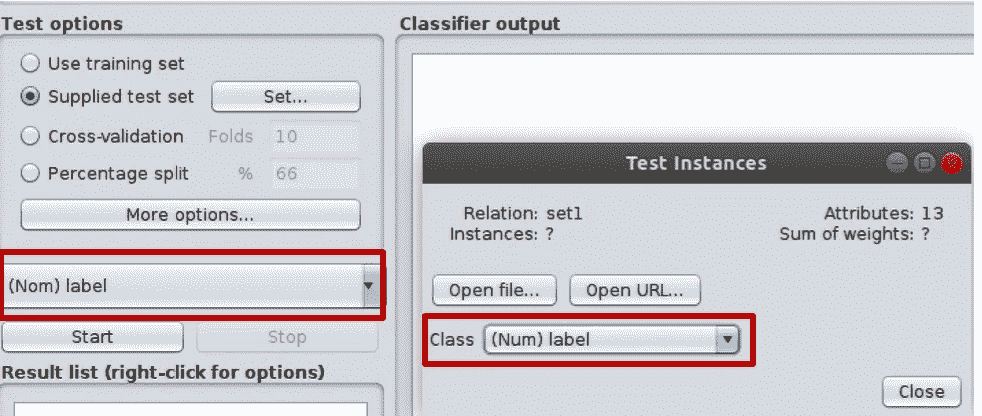 Test options
Use training set
Supplied test set Set...
Cross-validation Folds 10
Percentage split % 66
More options...
(Nom) label
Start Stop
Result list (right-click for options)
Classifier output
Test Instances
Relation: set1 Attributes: 13
Instances: ? Sum of weights: ?
Open file... Open URL...
Class (Num) label
Close